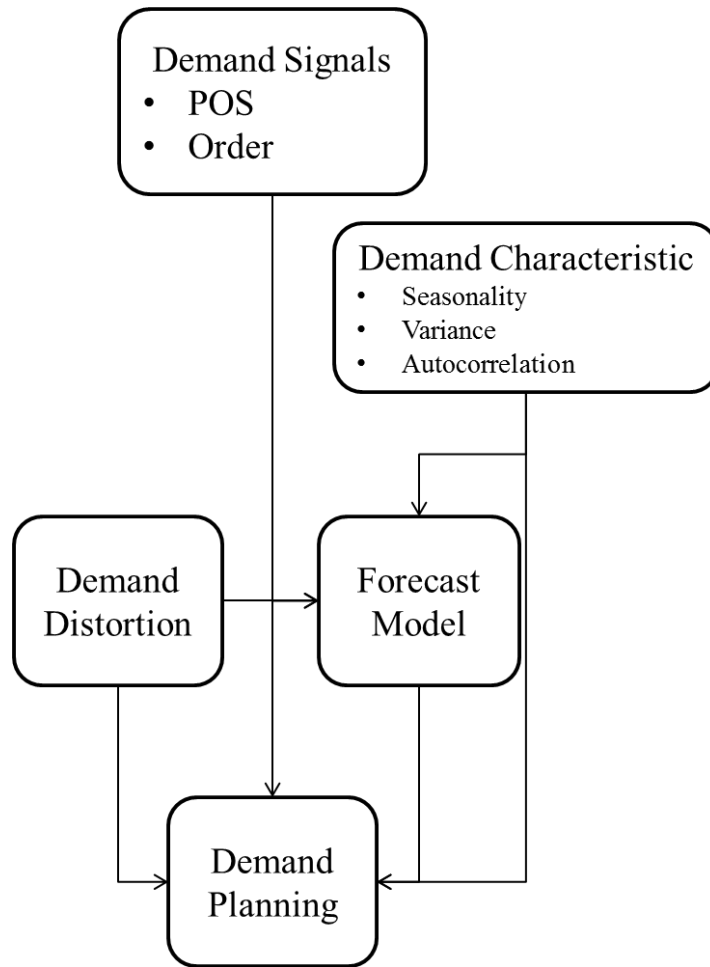 Demand Signals
• POS
• Order
Demand Characteristic
• Seasonality
• Variance
• Autocorrelation
Demand
Distortion
Forecast
Model
Demand
Planning